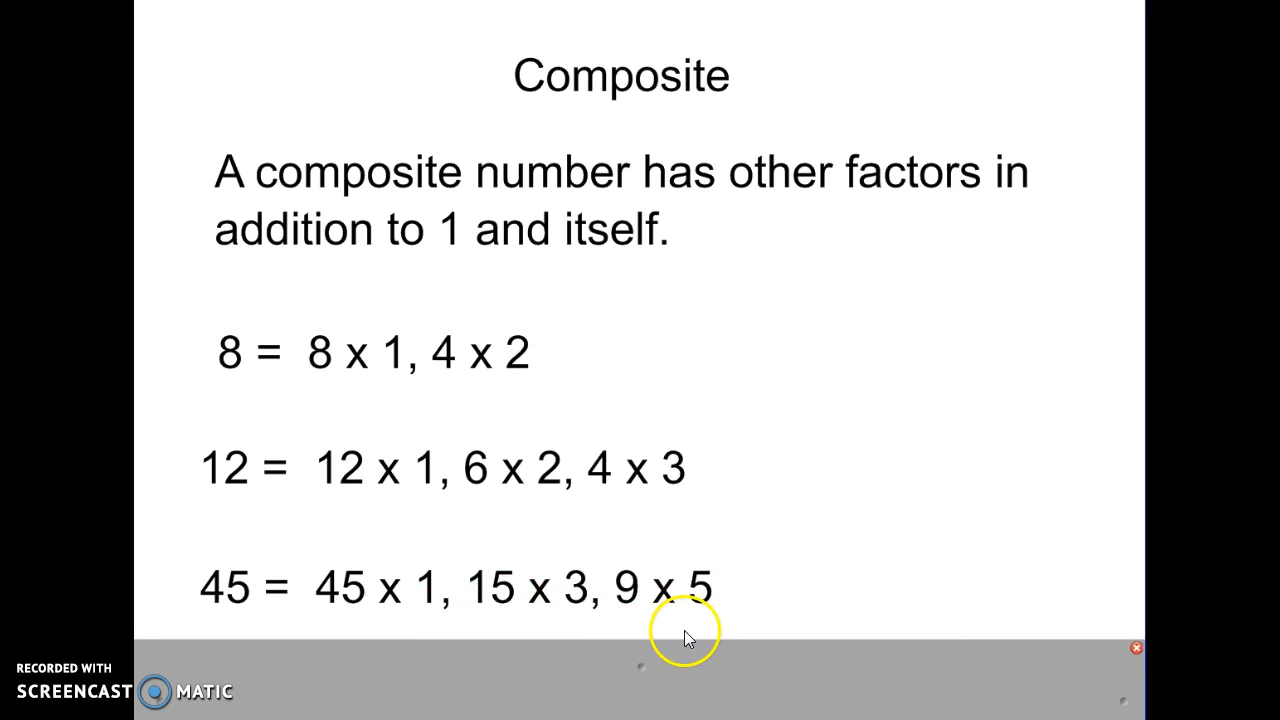 Composite
A composite number has other factors in
addition to 1 and itself.
8 = 8 x 1, 4 x 2
12 = 12 x 1, 6 x 2, 4 x 3
45 = 45 x 1, 15 x 3, 9 x 5
RECORDED WITH
SCREENCAST MATIC